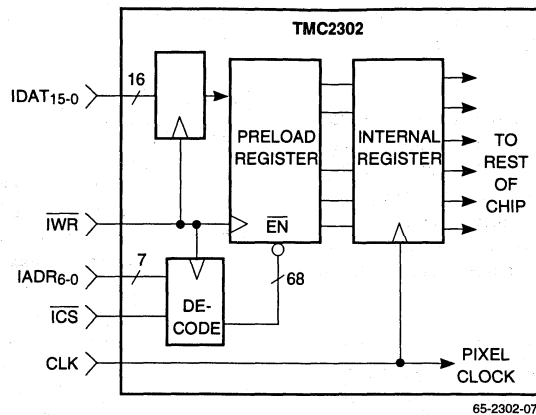 TMC2302
16
IDAT15-0
PRELOAD
REGISTER
INTERNAL
REGISTER
TO
REST
OF
CHIP
IWR
EN
IADR6-0
7
68
ICS
DE-
CODE
CLK
PIXEL
CLOCK
65-2302-07